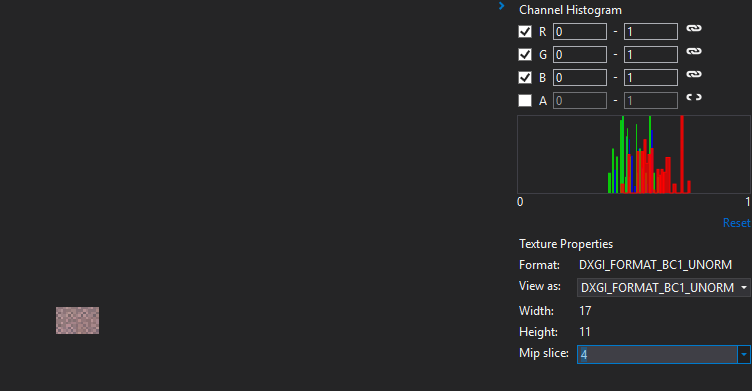 Channel Histogram
R 0 - 1
G 0 - 1
B 0 - 1
A 0 - 1
0 1
Reset
Texture Properties
Format: DXGI_FORMAT_BC1_UNORM
View as: DXGI_FORMAT_BC1_UNORM
Width: 17
Height: 11
Mip slice: 4